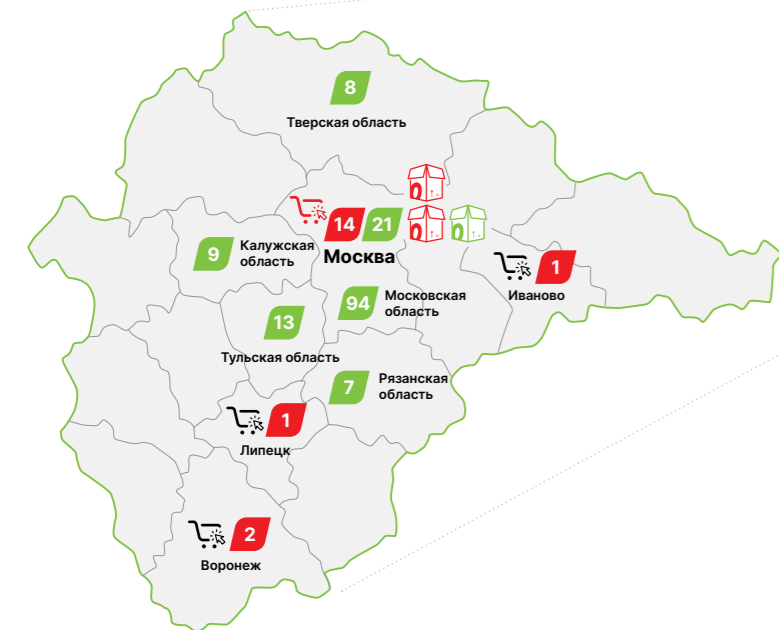 8
Тверская область
14 21
Москва
9 Калужская
область
1
Иваново
94 Московская
область
13
Тульская область
7 Рязанская
область
1
Липецк
2
Воронеж